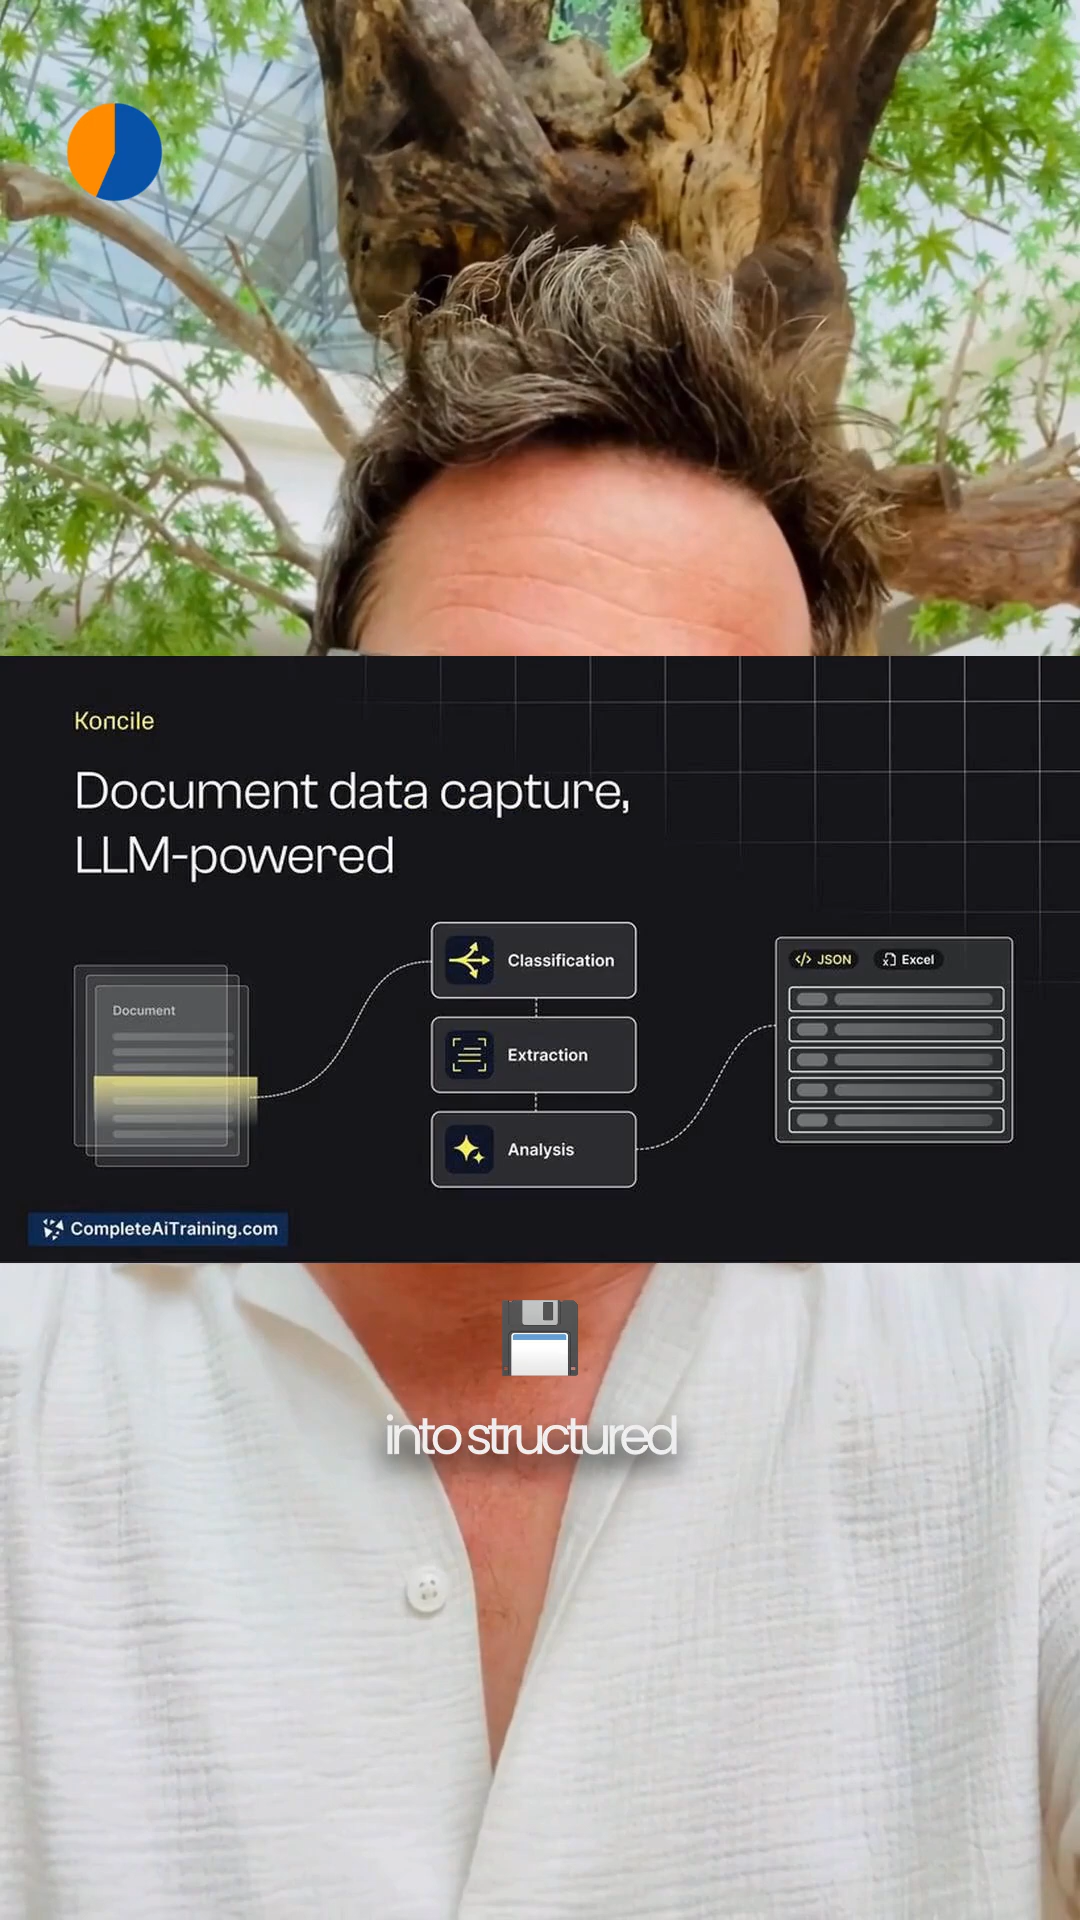 Koncile
Document data capture,
LLM-powered
Document
Classification
Extraction
Analysis
</> JSON
Excel
CompleteAiTraining.com
into structured